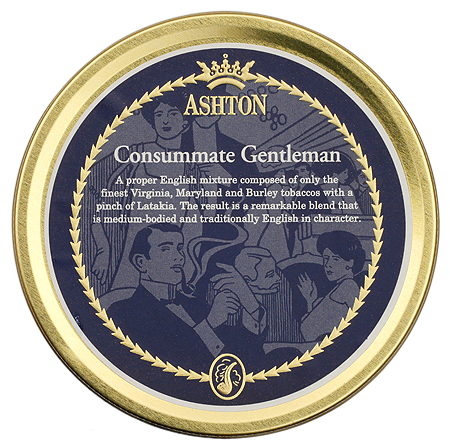 ASHTON
Consummate Gentleman
A proper English mixture composed of only the
finest Virginia, Maryland and Burley tobaccos with a
pinch of Latakia. The result is a remarkable blend that
is medium-bodied and traditionally English in character.